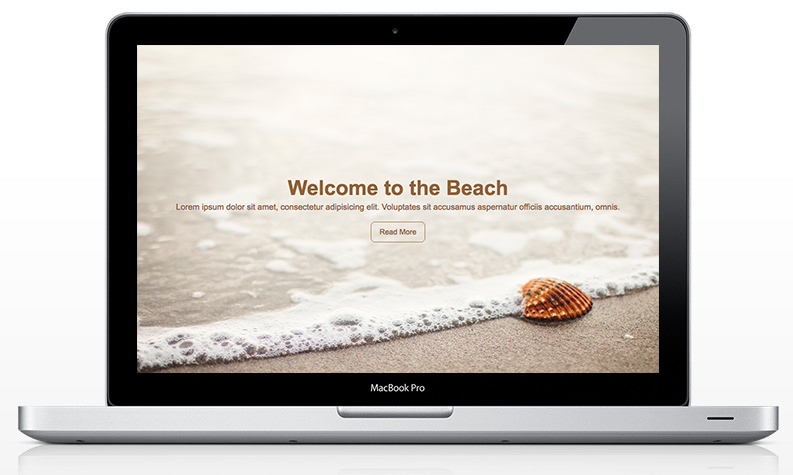 Welcome to the Beach
Lorem ipsum dolor sit amet, consectetur adipisicing elit. Voluptates sit accusamus aspernatur officiis accusantium, omnis.
Read More
MacBook Pro